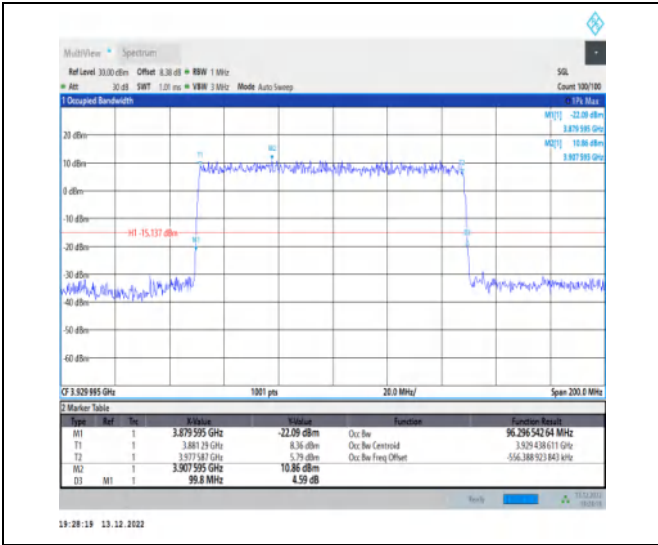 MultiView Spectrum
Ref Level 30.00 dBm Offset 8.38 dB RBW 1 MHz SGL
Att 30 dB SWT 1.01 ms VBW 3 MHz Mode Auto Sweep Count 100/100
1 Occupied Bandwidth 1Pk Max
M1[1] -22.09 dBm
3.879 595 GHz
M2[1] 10.86 dBm
3.907 595 GHz
20 dBm
M2
T1
10 dBm
0 dBm
-10 dBm
H1 -15.137 dBm
M1
-20 dBm
-30 dBm
-40 dBm
-50 dBm
-60 dBm
CF 3.929 995 GHz 1001 pts 20.0 MHz/ Span 200.0 MHz
2 Marker Table
Type Ref Trc X-Value Y-Value Function Function Result
M1 1 3.879 595 GHz -22.09 dBm Occ Bw 96.296 542 64 MHz
T1 1 3.881 29 GHz 8.36 dBm Occ Bw Centroid 3.929 438 611 GHz
T2 1 3.977 587 GHz 5.79 dBm Occ Bw Freq Offset -556.388 923 843 kHz
M2 1 3.907 595 GHz 10.86 dBm
D3 M1 1 99.8 MHz 4.59 dB
Ready 13.12.2022
19:28:19 13.12.2022